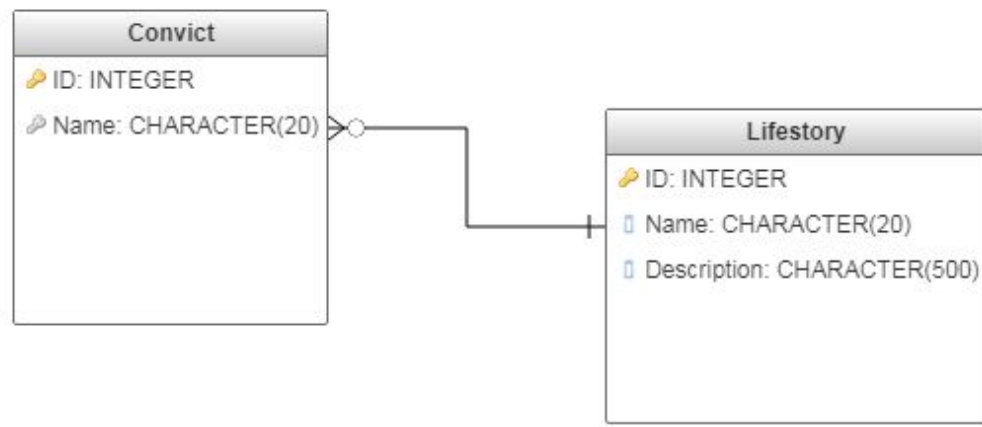 Convict
ID: INTEGER
Name: CHARACTER(20)
Lifestory
ID: INTEGER
Name: CHARACTER(20)
Description: CHARACTER(500)